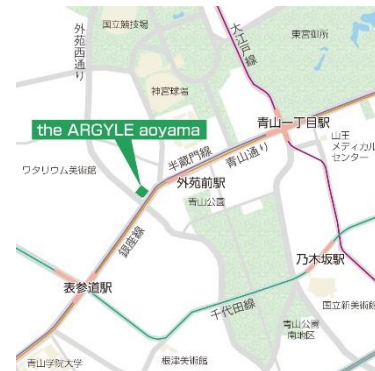 国立競技場
外苑西通り
大江戸線
東宮御所
神宮球場
青山一丁目駅
the ARGYLE aoyama
半蔵門線
青山通り
山王
メディカル
センター
ワタリウム美術館
外苑前駅
青山公園
銀座線
乃木坂駅
表参道駅
千代田線
国立新美術館
青山公園
南地区
青山学院大学
根津美術館